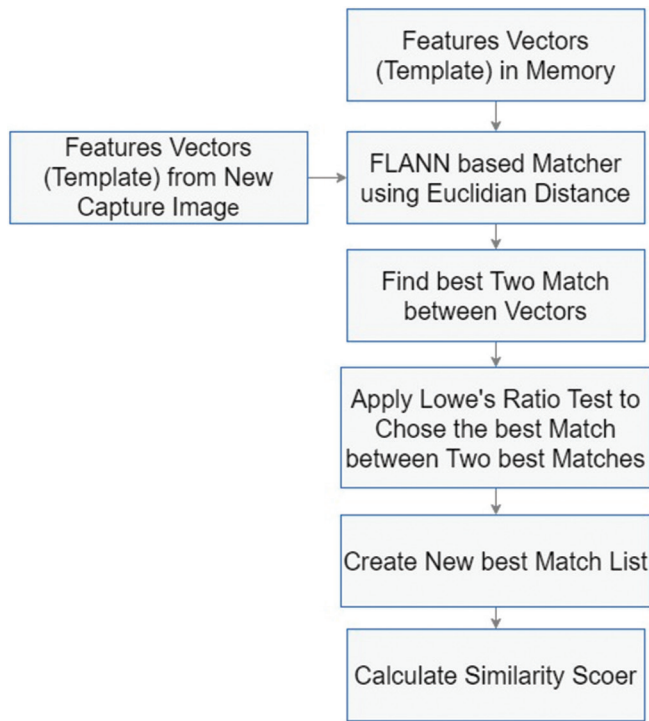 Features Vectors
(Template) in Memory
Features Vectors
(Template) from New
Capture Image
FLANN based Matcher
using Euclidian Distance
Find best Two Match
between Vectors
Apply Lowe's Ratio Test to
Chose the best Match
between Two best Matches
Create New best Match List
Calculate Similarity Scoer